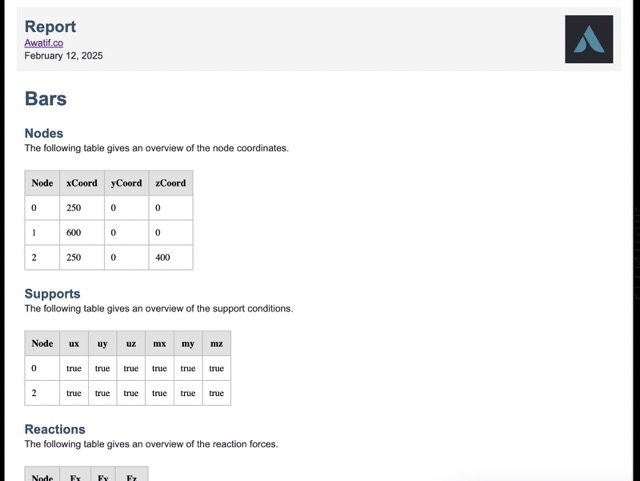 Report
Awatif.co
February 12, 2025
Bars
Nodes
The following table gives an overview of the node coordinates.
Node xCoord yCoord zCoord
0 250 0 0
1 600 0 0
2 250 0 400
Supports
The following table gives an overview of the support conditions.
Node ux uy uz mx my mz
0 true true true true true true
2 true true true true true true
Reactions
The following table gives an overview of the reaction forces.
Node Fx Fy Fz